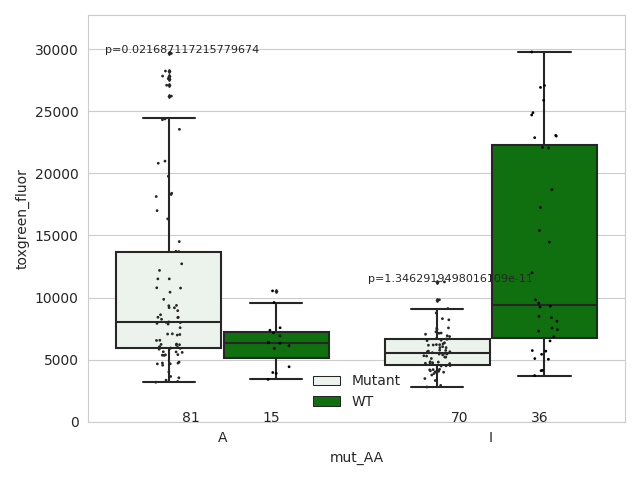 30000
25000
20000
15000
10000
5000
0
toxgreen_fluor
p=0.021687117215779674
p=1.3462919498016109e-11
Mutant
WT
81
15
70
36
A
I
mut_AA